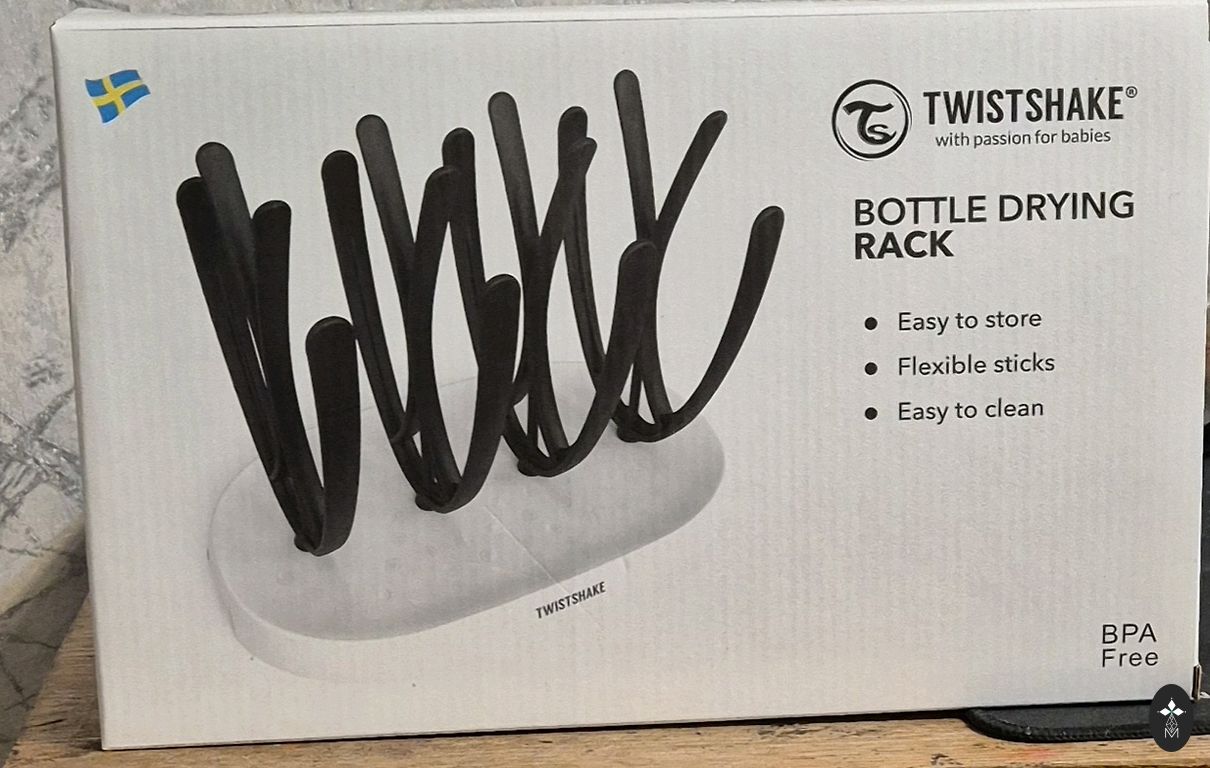 TWISTSHAKE®
with passion for babies
BOTTLE DRYING
RACK
● Easy to store
● Flexible sticks
● Easy to clean
TWISTSHAKE
BPA
Free